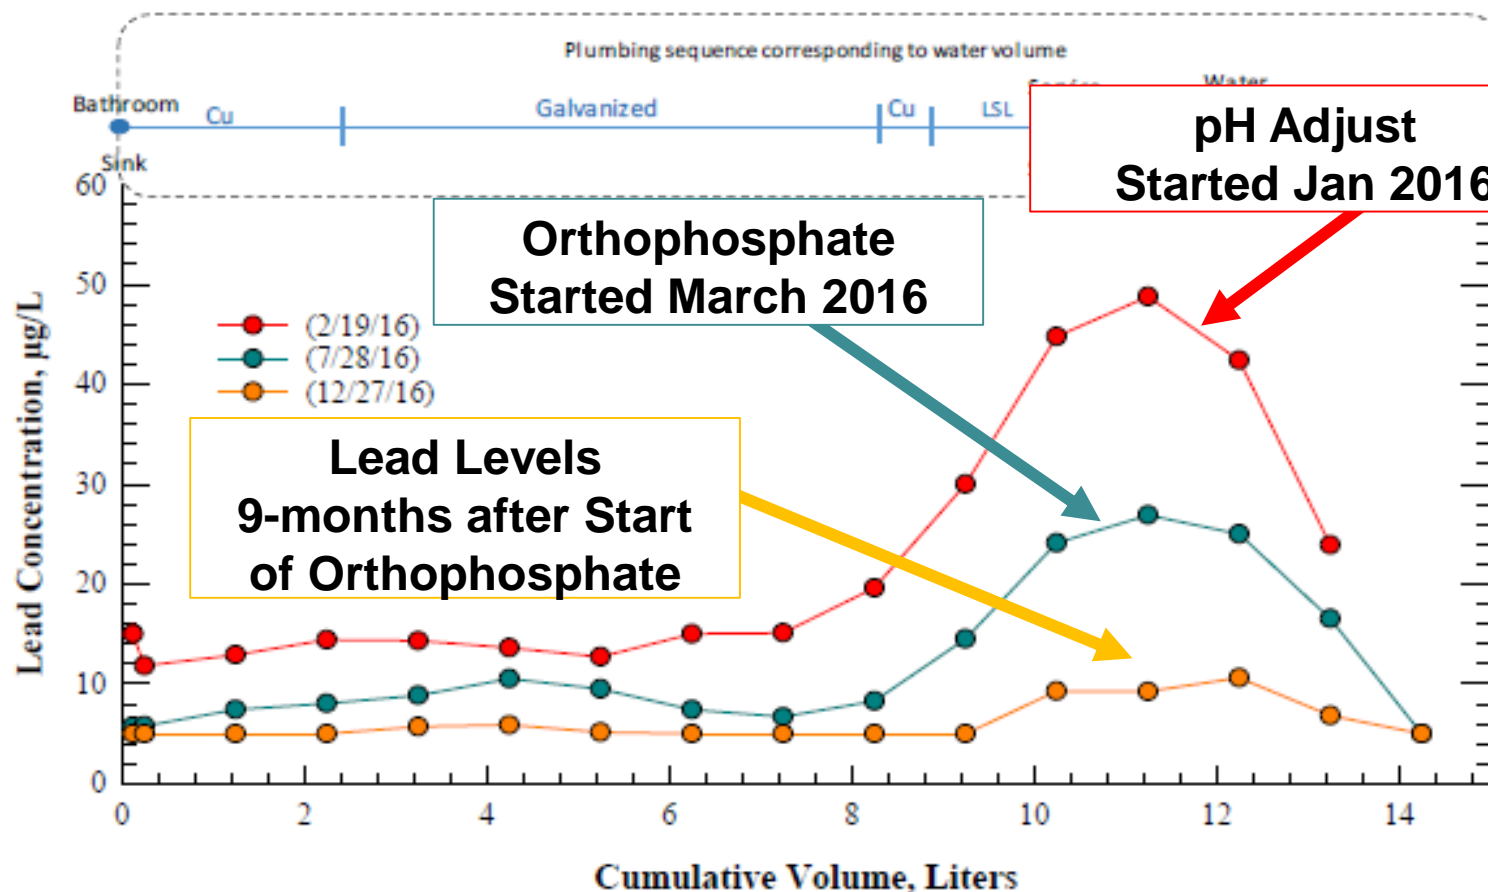 Plumbing sequence corresponding to water volume
Bathroom
Sink
Cu
Galvanized
Cu
LSL
Water
pH Adjust
Started Jan 2016
Orthophosphate
Started March 2016
(2/19/16)
(7/28/16)
(12/27/16)
Lead Levels
9-months after Start
of Orthophosphate
Lead Concentration, µg/L
60
50
40
30
20
10
0
0 2 4 6 8 10 12 14
Cumulative Volume, Liters